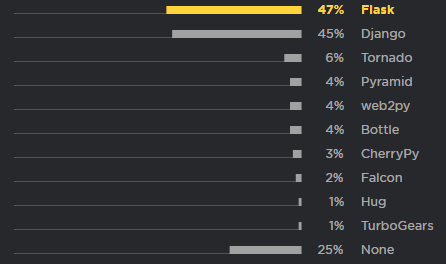 47% Flask
45% Django
6% Tornado
4% Pyramid
4% web2py
4% Bottle
3% CherryPy
2% Falcon
1% Hug
1% TurboGears
25% None